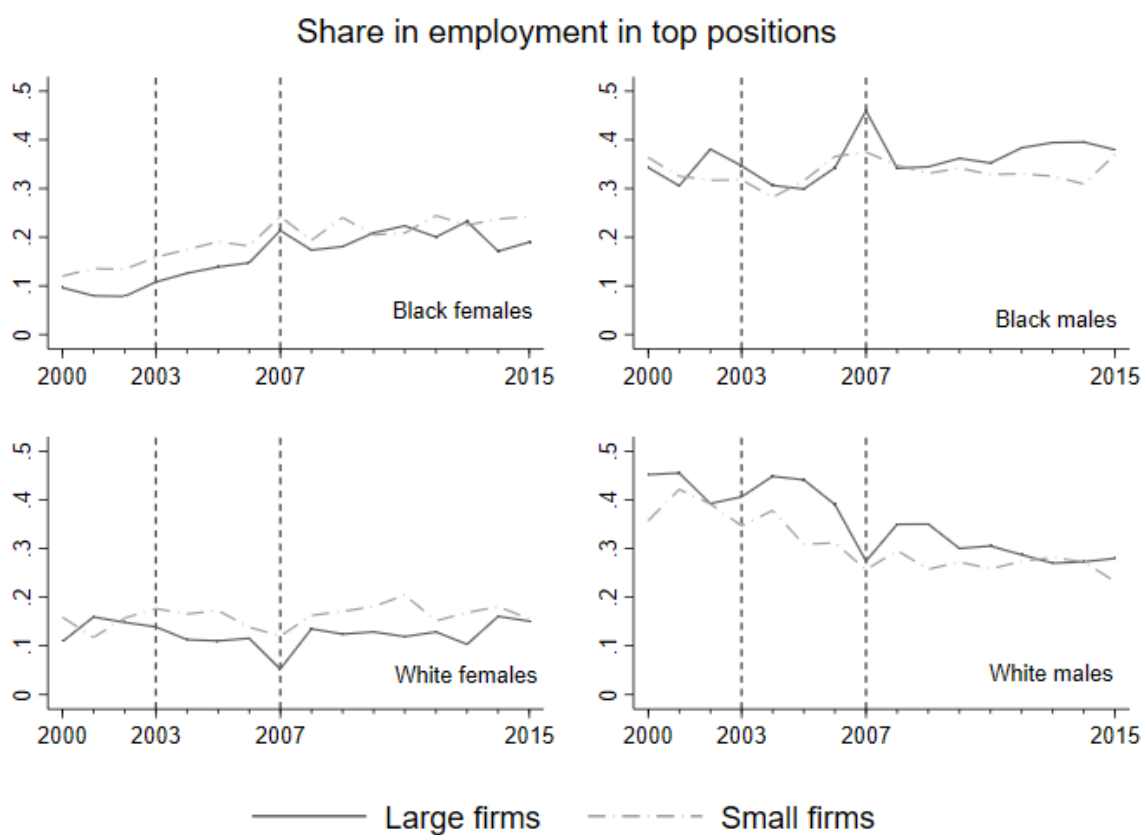 Share in employment in top positions
.5
.4
.3
.2
.1
0
Black females
2000 2003 2007 2015
.5
.4
.3
.2
.1
0
Black males
2000 2003 2007 2015
.5
.4
.3
.2
.1
0
White females
2000 2003 2007 2015
.5
.4
.3
.2
.1
0
White males
2000 2003 2007 2015
Large firms Small firms